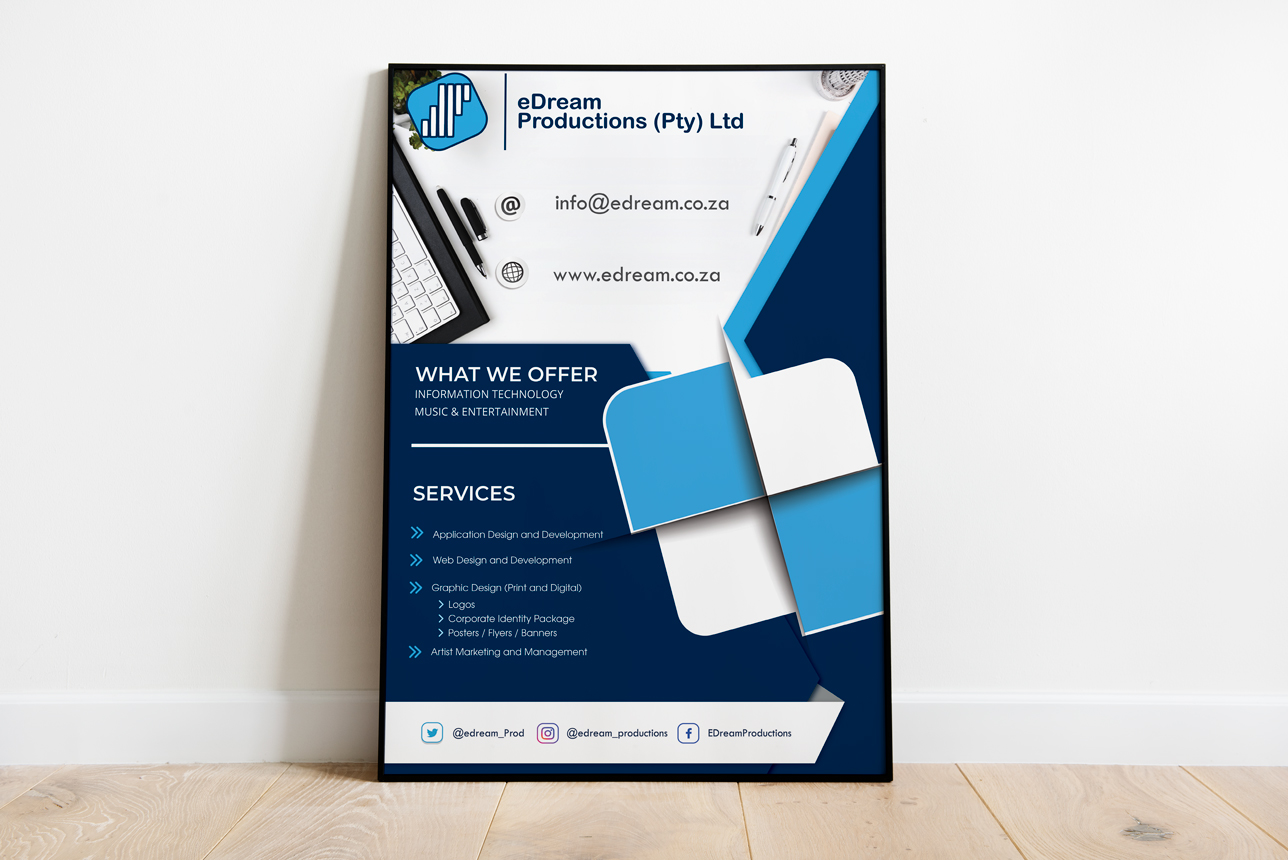 eDream
Productions (Pty) Ltd
@
info@edream.co.za
www.edream.co.za
WHAT WE OFFER
INFORMATION TECHNOLOGY
MUSIC & ENTERTAINMENT
SERVICES
Application Design and Development
Web Design and Development
Graphic Design (Print and Digital)
Logos
Corporate Identity Package
Posters / Flyers / Banners
Artist Marketing and Management
@edream_Prod @edream_productions EDreamProductions